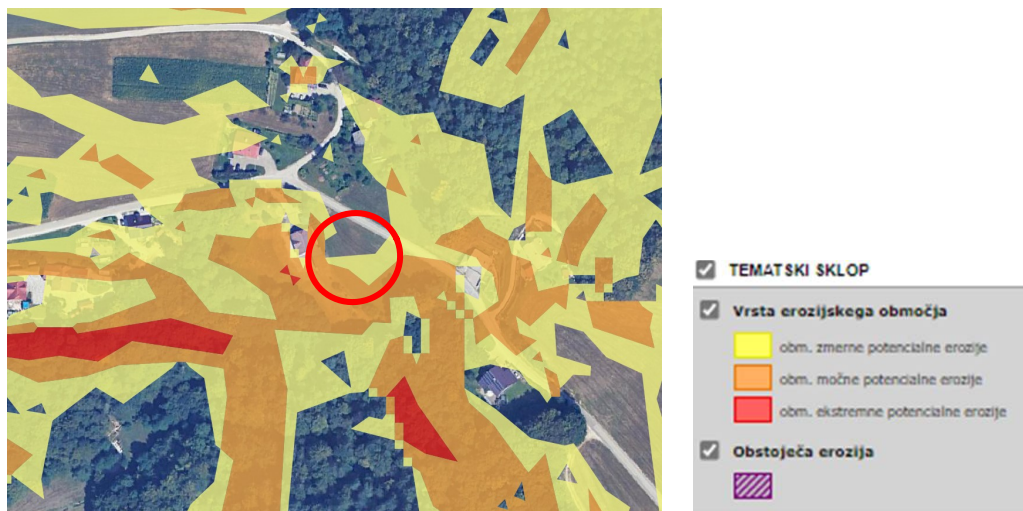 TEMATSKI SKLOP
Vrsta erozijskega območja
obm. zmerne potencialne erozije
obm. močne potencialne erozije
obm. ekstremne potencialne erozije
Obstoječa erozija